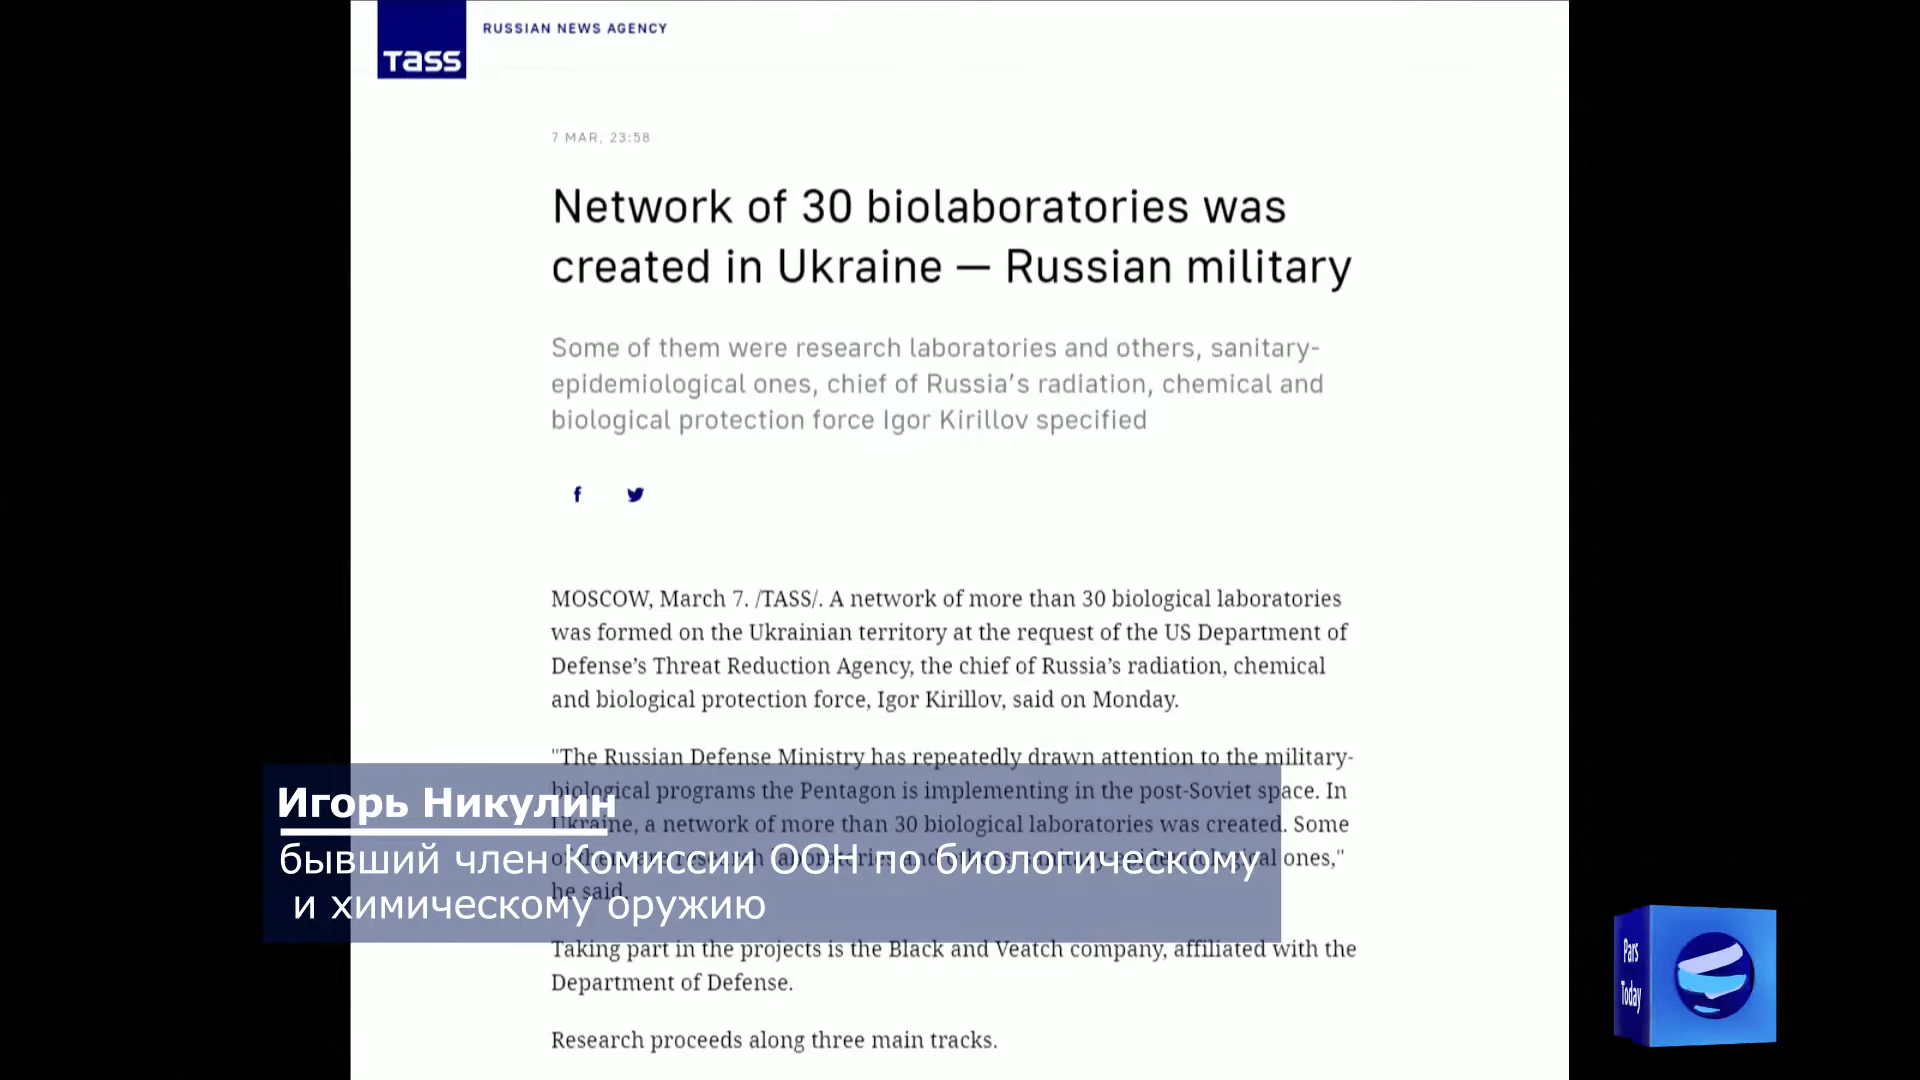 TASS
RUSSIAN NEWS AGENCY
7 MAR, 23:58
Network of 30 biolaboratories was
created in Ukraine — Russian military
Some of them were research laboratories and others, sanitary-
epidemiological ones, chief of Russia’s radiation, chemical and
biological protection force Igor Kirillov specified
MOSCOW, March 7. /TASS/. A network of more than 30 biological laboratories
was formed on the Ukrainian territory at the request of the US Department of
Defense’s Threat Reduction Agency, the chief of Russia’s radiation, chemical
and biological protection force, Igor Kirillov, said on Monday.
"The Russian Defense Ministry has repeatedly drawn attention to the military-
biological programs the Pentagon is implementing in the post-Soviet space. In
Ukraine, a network of more than 30 biological laboratories was created. Some
ones,"
he said.
Игорь Никулин
бывший член Комиссии ООН по биологическому
и химическому оружию
Taking part in the projects is the Black and Veatch company, affiliated with the
Department of Defense.
Research proceeds along three main tracks.
Pars
Today